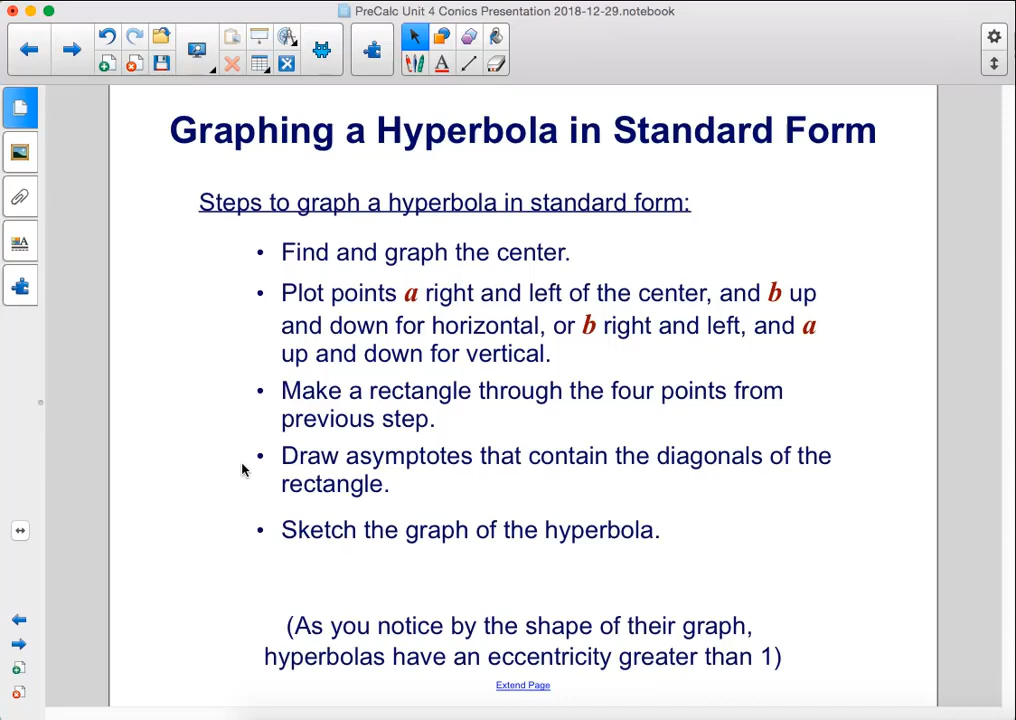 PreCalc Unit 4 Conics Presentation 2018-12-29.notebook
Graphing a Hyperbola in Standard Form
Steps to graph a hyperbola in standard form:
• Find and graph the center.
• Plot points a right and left of the center, and b up
and down for horizontal, or b right and left, and a
up and down for vertical.
• Make a rectangle through the four points from
previous step.
• Draw asymptotes that contain the diagonals of the
rectangle.
• Sketch the graph of the hyperbola.
(As you notice by the shape of their graph,
hyperbolas have an eccentricity greater than 1)
Extend Page